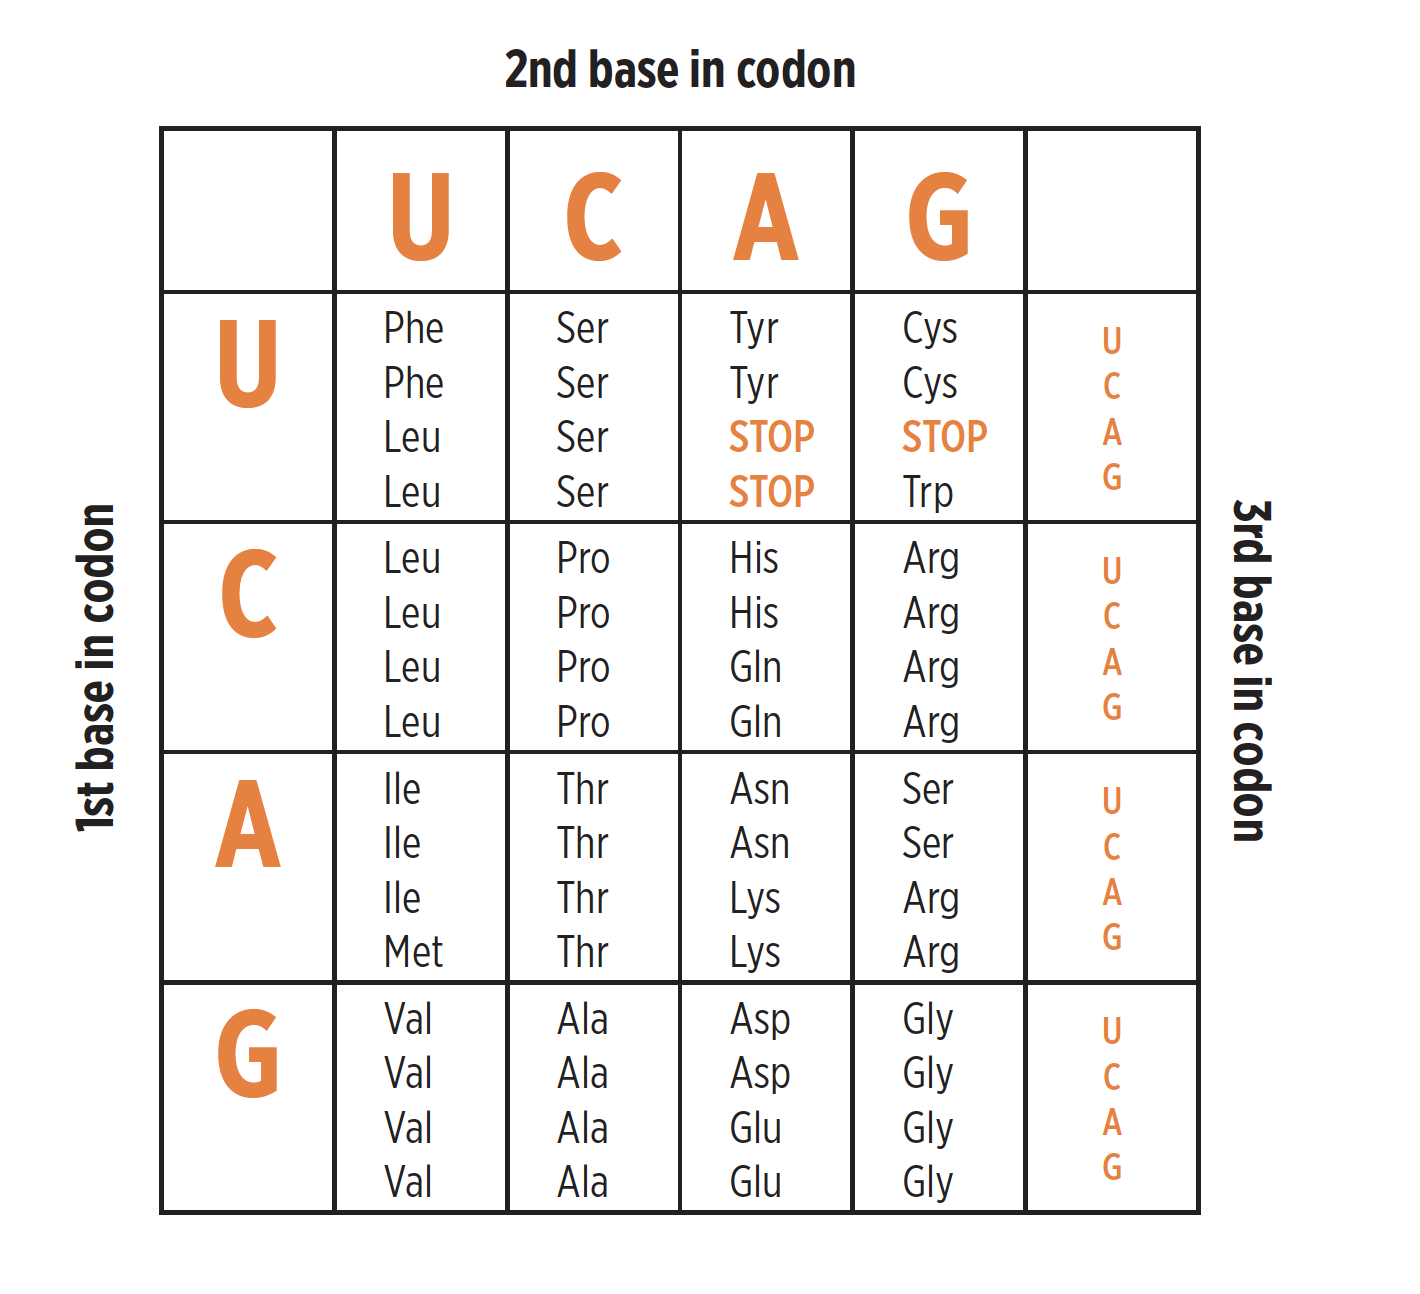 2nd base in codon
U C A G
1st base in codon
3rd base in codon
U
Phe Ser Tyr Cys U
Phe Ser Tyr Cys C
Leu Ser STOP STOP A
Leu Ser STOP Trp G
C
Leu Pro His Arg U
Leu Pro His Arg C
Leu Pro Gln Arg A
Leu Pro Gln Arg G
A
Ile Thr Asn Ser U
Ile Thr Asn Ser C
Ile Thr Lys Arg A
Met Thr Lys Arg G
G
Val Ala Asp Gly U
Val Ala Asp Gly C
Val Ala Glu Gly A
Val Ala Glu Gly G